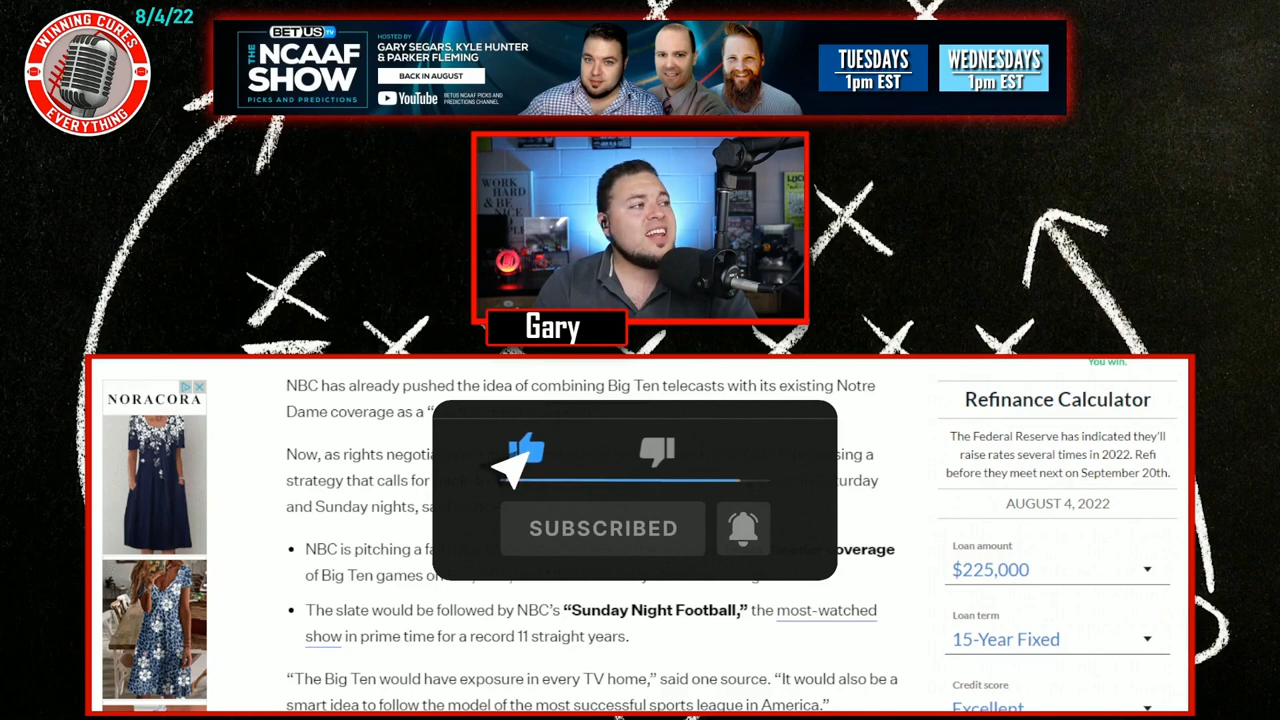 WINNING CURES
EVERYTHING
8/4/22
BETUS TV
THE
NCAAF
SHOW
PICKS AND PREDICTIONS
HOSTED BY
GARY SEGARS, KYLE HUNTER
& PARKER FLEMING
BACK IN AUGUST
YouTube
BETUS NCAAF PICKS AND
PREDICTIONS CHANNEL
TUESDAYS
1pm EST
WEDNESDAYS
1pm EST
WORK
HARD
& BE
NICE
Gary
NORACORA
NBC has already pushed the idea of combining Big Ten telecasts with its existing Notre
Dame coverage as a “
Now, as rights
strategy that calls for
and Sunday nights,
NBC is pitching a
coverage
of Big Ten games
The slate would be followed by NBC’s “Sunday Night Football,” the most-watched
show in prime time for a record 11 straight years.
“The Big Ten would have exposure in every TV home,” said one source. “It would also be a
smart idea to follow the model of the most successful sports league in America.”
SUBSCRIBED
You win.
Refinance Calculator
The Federal Reserve has indicated they'll
raise rates several times in 2022. Refi
before they meet next on September 20th.
AUGUST 4, 2022
Loan amount
$225,000
Loan term
15-Year Fixed
Credit score
Excellent